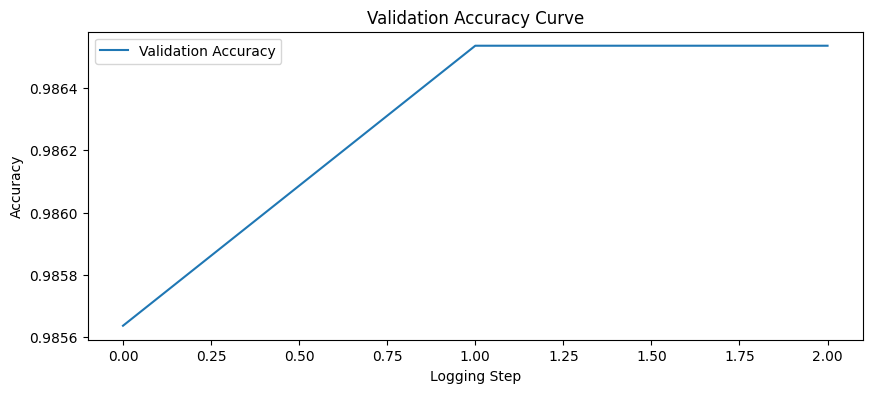 Validation Accuracy Curve
Validation Accuracy
Accuracy
0.98564
0.9862
0.9860
0.9858
0.9856
0.00 0.25 0.50 0.75 1.00 1.25 1.50 1.75 2.00
Logging Step